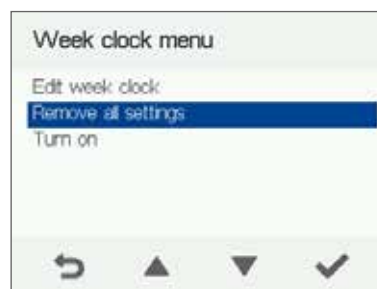 Week clock menu
Edit week clock
Remove all settings
Turn on